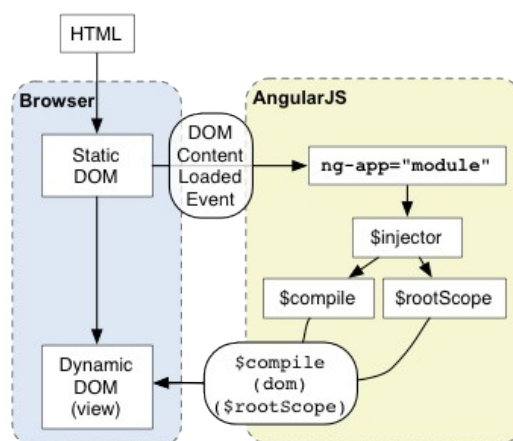 HTML
Browser
AngularJS
Static
DOM
DOM
Content
Loaded
Event
ng-app="module"
$injector
$compile
$rootScope
Dynamic
DOM
(view)
$compile
(dom)
($rootScope)